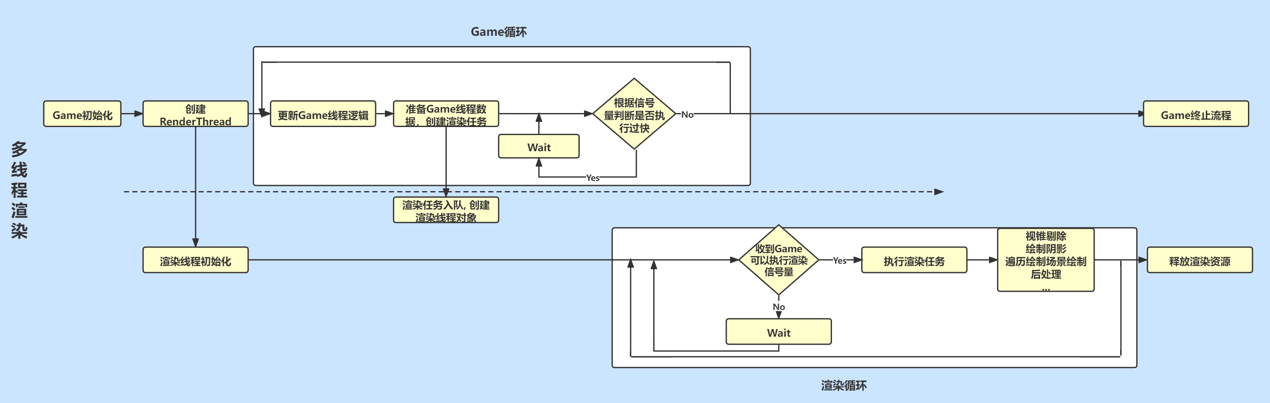 多线程渲染
Game循环
Game初始化
创建
RenderThread
更新Game线程逻辑
准备Game线程数
据，创建渲染任务
Wait
根据信号
量判断是否执
行过快
No
Yes
Game终止流程
渲染任务入队, 创建
渲染线程对象
渲染线程初始化
收到Game
可以执行渲染
信号量
Yes
No
Wait
执行渲染任务
视锥剔除
绘制阴影
遍历绘制场景绘制
后处理
...
释放渲染资源
渲染循环